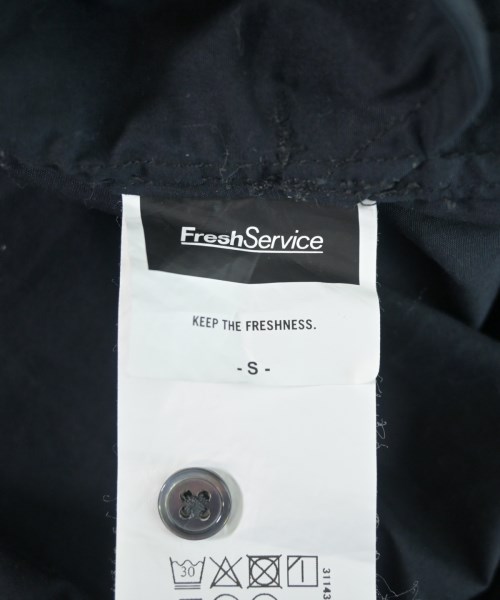 FreshService
KEEP THE FRESHNESS.
- S -
30
31143